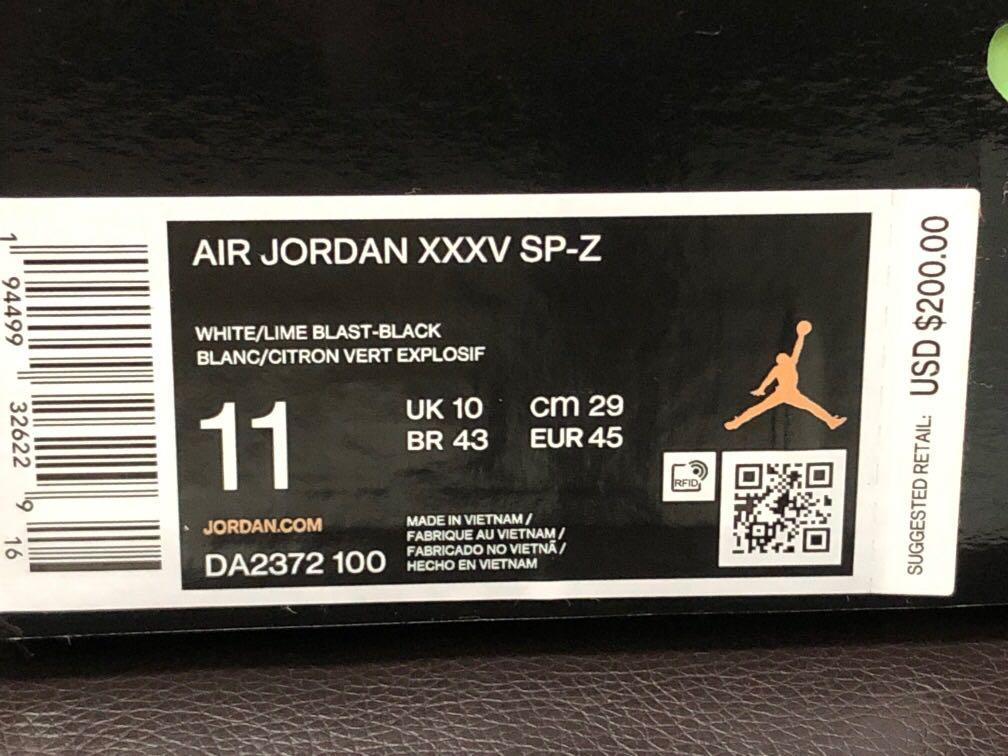 AIR JORDAN XXXV SP-Z
WHITE/LIME BLAST-BLACK
BLANC/CITRON VERT EXPLOSIF
11
UK 10 cm 29
BR 43 EUR 45
RFID
JORDAN.COM
DA2372 100
MADE IN VIETNAM /
FABRIQUE AU VIETNAM /
FABRICADO NO VIETNÃ /
HECHO EN VIETNAM
SUGGESTED RETAIL: USD $200.00
1 94499 32622 9 16